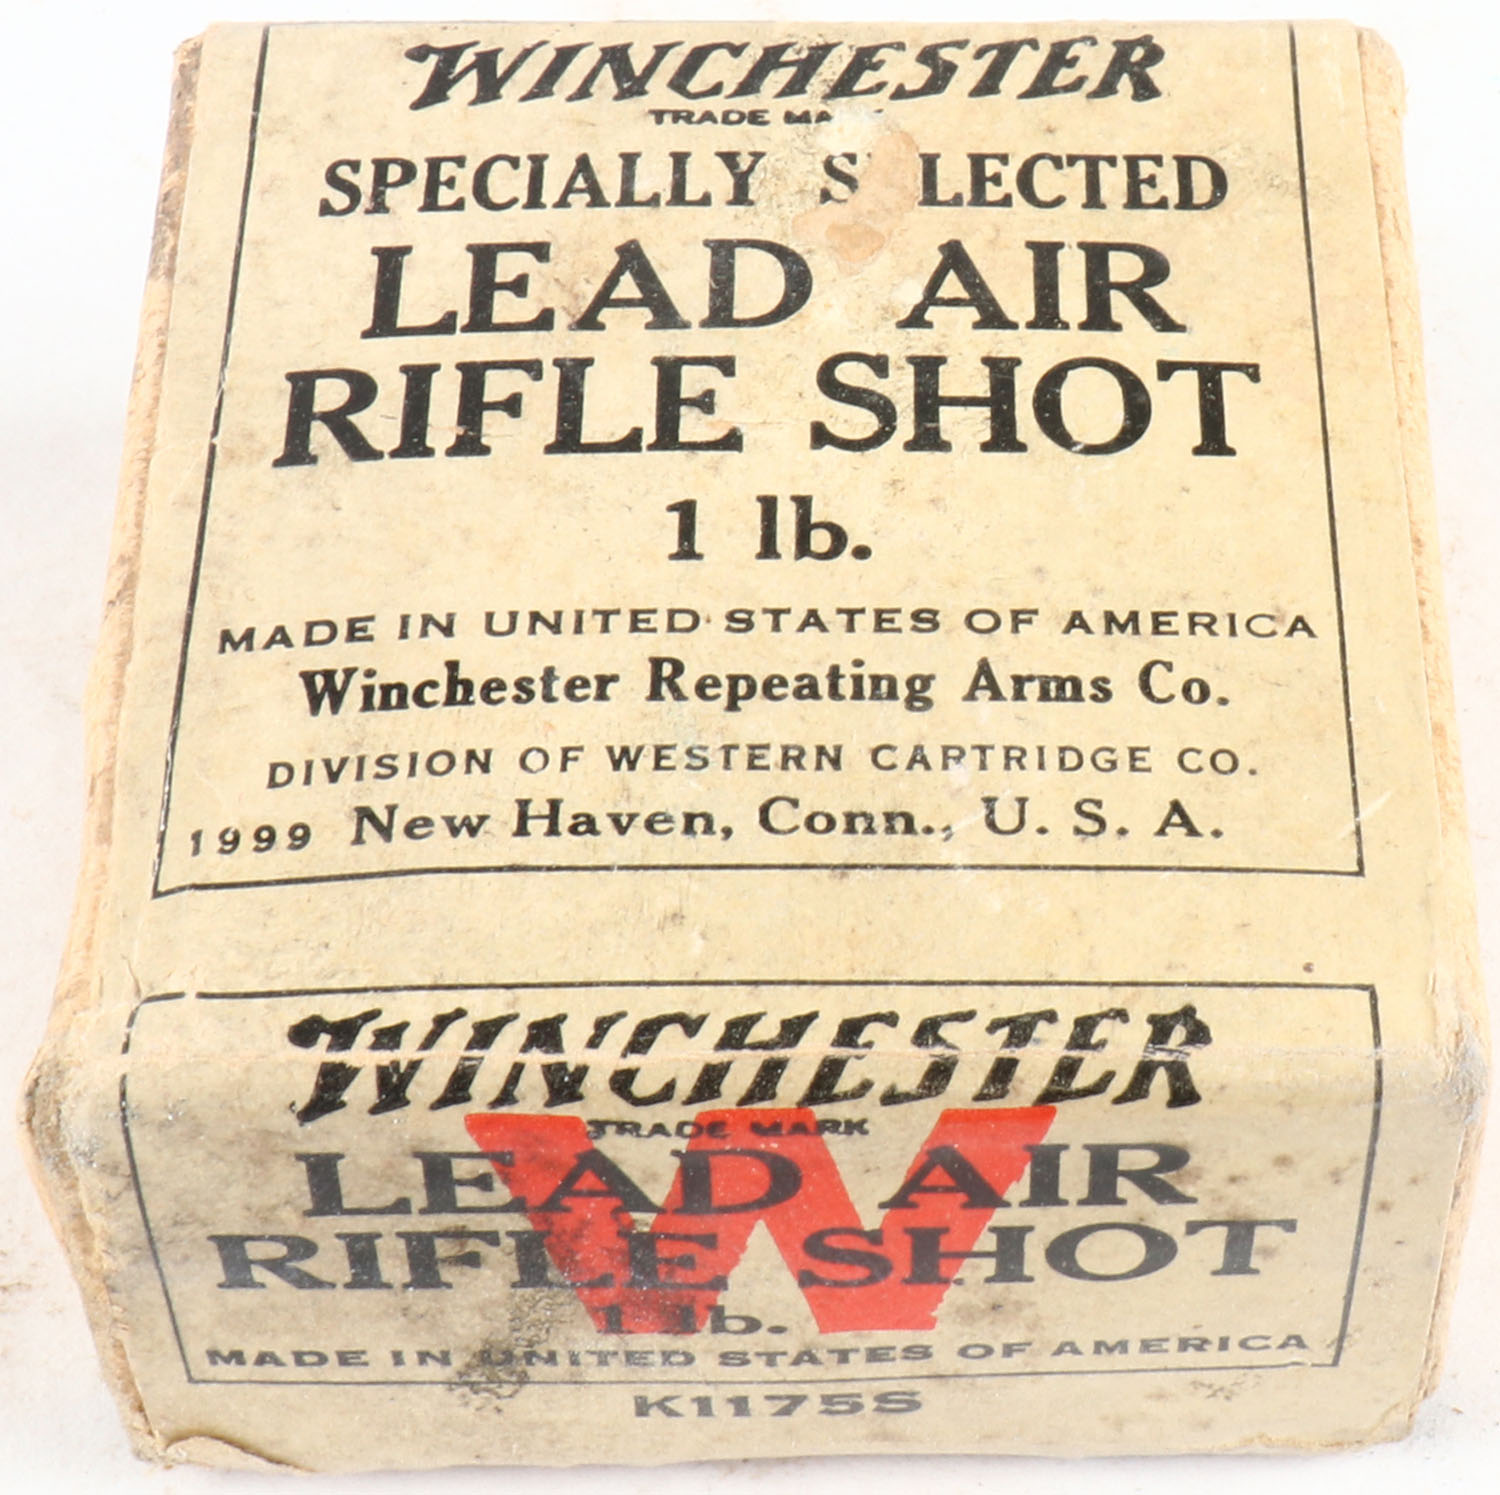 WINCHESTER
TRADE MARK
SPECIALLY SELECTED
LEAD AIR
RIFLE SHOT
1 lb.
MADE IN UNITED STATES OF AMERICA
Winchester Repeating Arms Co.
DIVISION OF WESTERN CARTRIDGE CO.
1999 New Haven, Conn., U. S. A.
WINCHESTER
TRADE MARK
W
LEAD AIR
RIFLE SHOT
1 lb.
MADE IN UNITED STATES OF AMERICA
K1175S